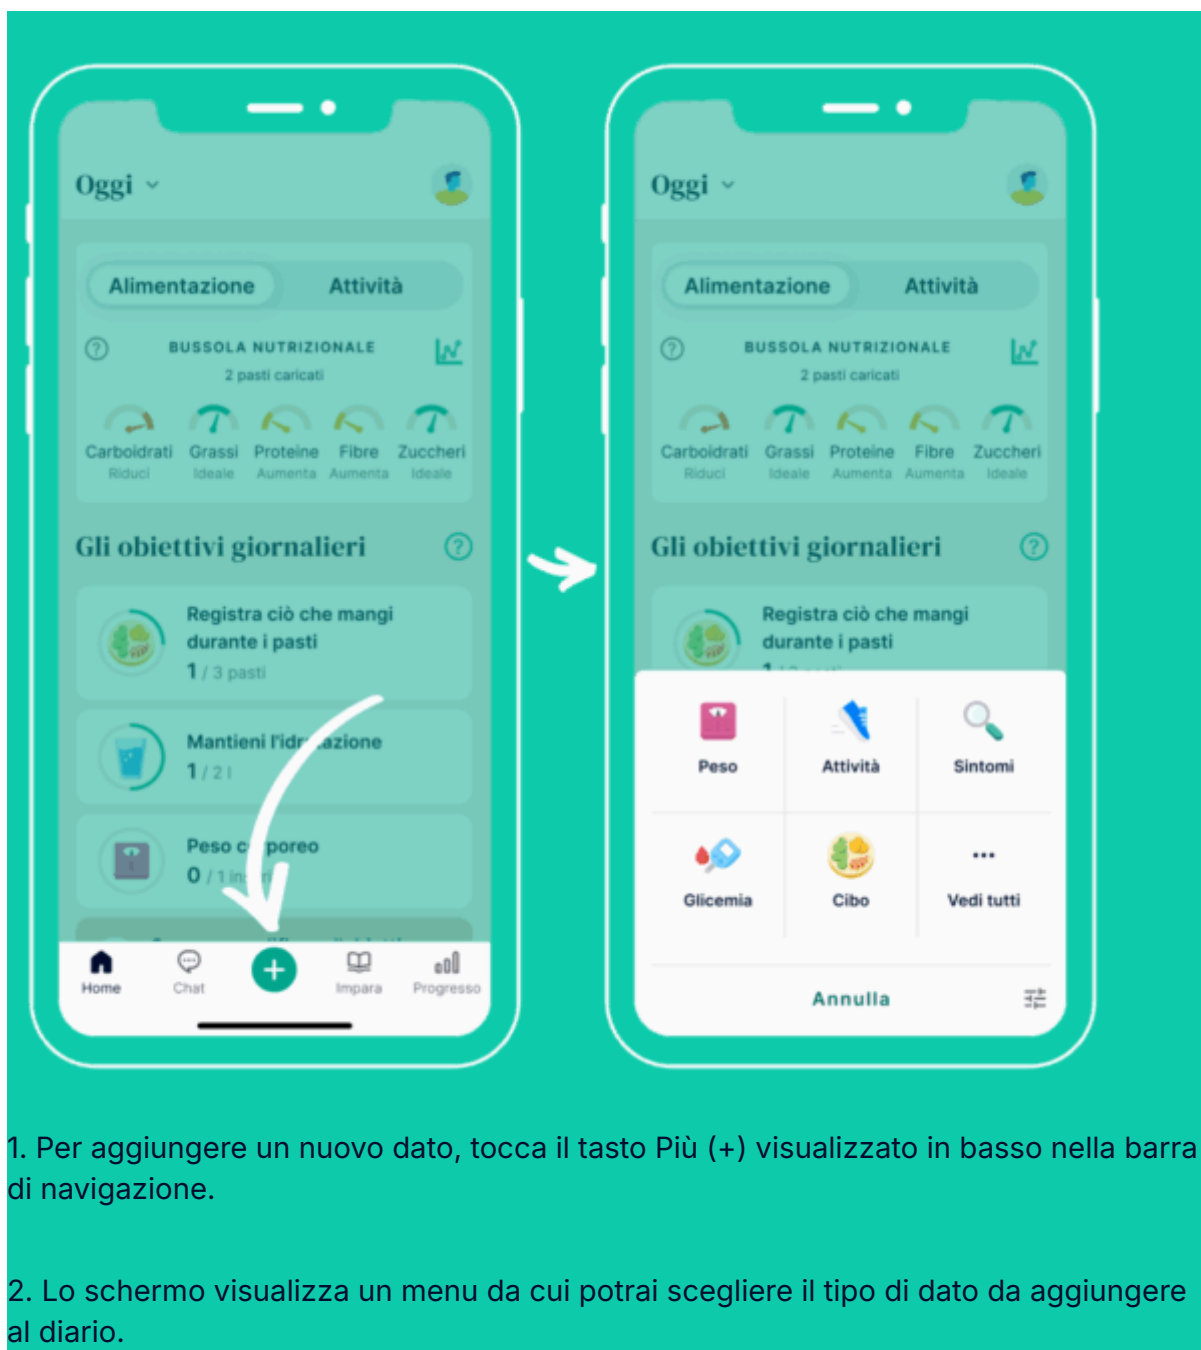 Oggi
Alimentazione Attività
BUSSOLA NUTRIZIONALE
2 pasti caricati
Carboidrati Grassi Proteine Fibre Zuccheri
Riduci Ideale Aumenta Aumenta Ideale
Gli obiettivi giornalieri
Registra ciò che mangi
durante i pasti
1 / 3 pasti
Mantieni l'idratazione
1 / 2 l
Peso corporeo
0 / 1
Home Chat Impara Progresso
Oggi
Alimentazione Attività
BUSSOLA NUTRIZIONALE
2 pasti caricati
Carboidrati Grassi Proteine Fibre Zuccheri
Riduci Ideale Aumenta Aumenta Ideale
Gli obiettivi giornalieri
Registra ciò che mangi
durante i pasti
Peso Attività Sintomi
Glicemia Cibo Vedi tutti
Annulla
1. Per aggiungere un nuovo dato, tocca il tasto Più (+) visualizzato in basso nella barra
di navigazione.
2. Lo schermo visualizza un menu da cui potrai scegliere il tipo di dato da aggiungere
al diario.